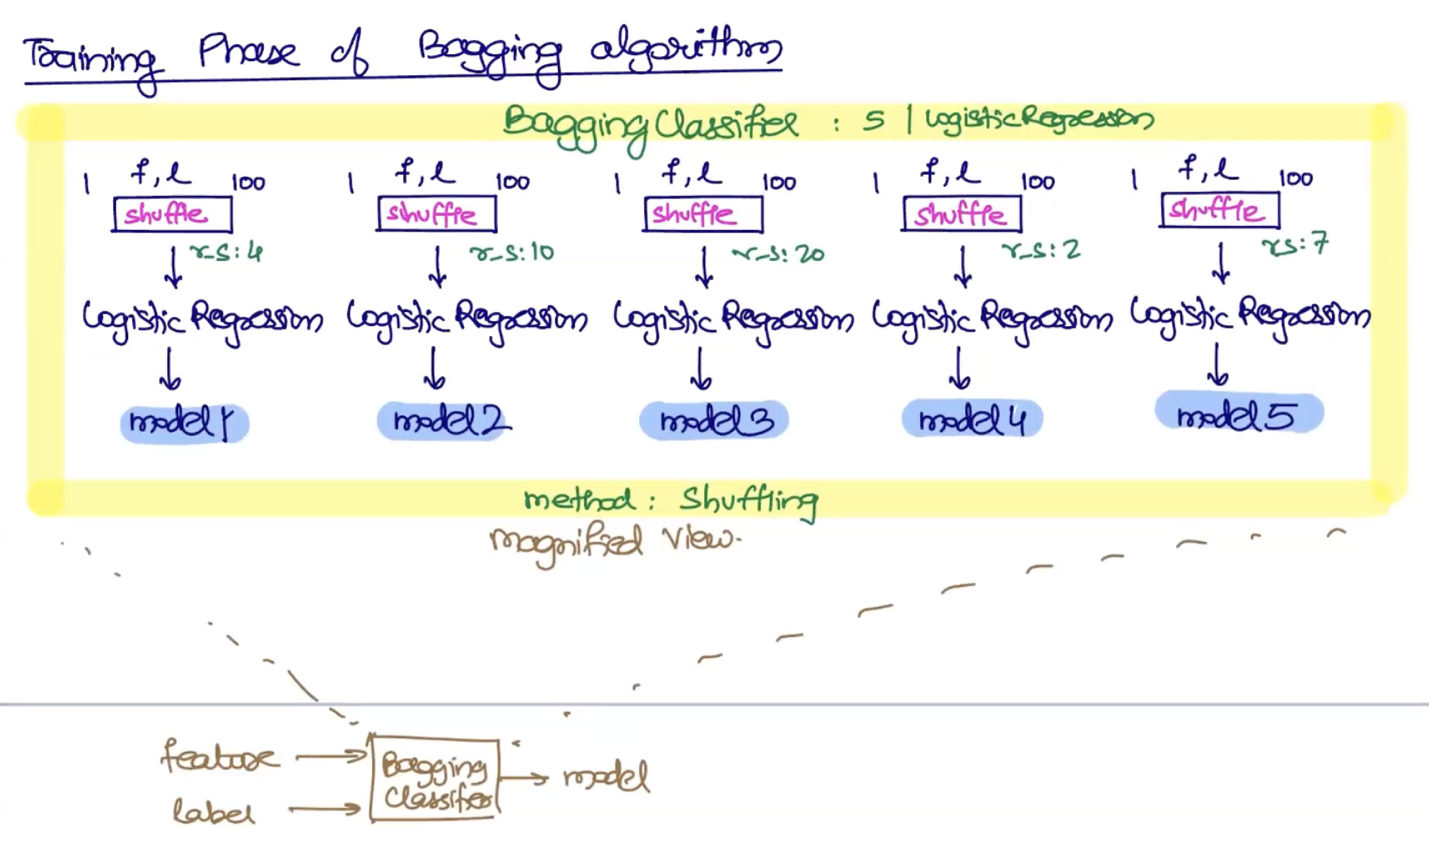 Training Phase of Bagging algorithm
Bagging Classifier : 5 | Logistic Regression
1 f, l 100 1 f, l 100 1 f, l 100 1 f, l 100 1 f, l 100
shuffle shuffle shuffle shuffle shuffle
r_s: 4 r_s: 10 r_s: 20 r_s: 2 rs: 7
Logistic Regression Logistic Regression Logistic Regression Logistic Regression Logistic Regression
model 1 model 2 model 3 model 4 model 5
method : Shuffling
magnified view.
feature Bagging model
label Classifier